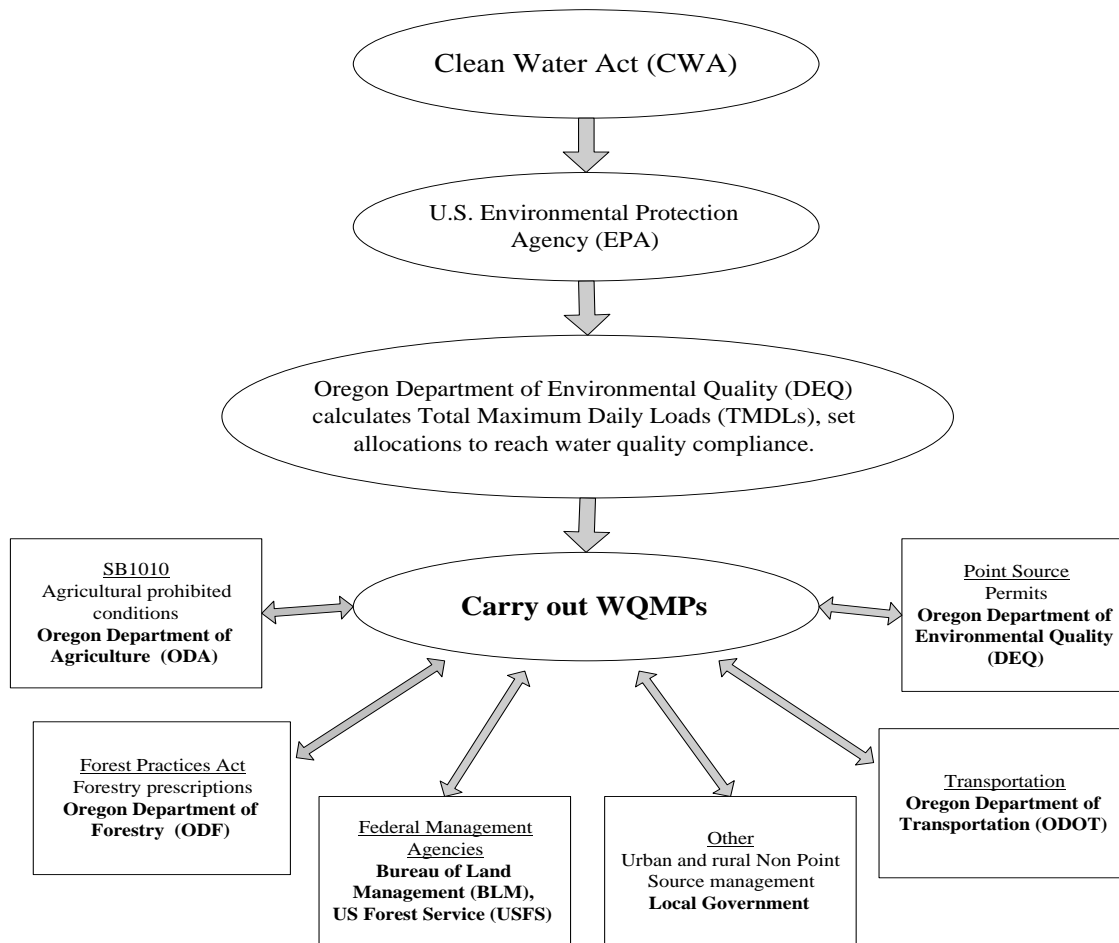 Clean Water Act (CWA)
U.S. Environmental Protection
Agency (EPA)
Oregon Department of Environmental Quality (DEQ)
calculates Total Maximum Daily Loads (TMDLs), set
allocations to reach water quality compliance.
Carry out WQMPs
SB1010
Agricultural prohibited
conditions
Oregon Department of
Agriculture (ODA)
Point Source
Permits
Oregon Department of
Environmental Quality
(DEQ)
Forest Practices Act
Forestry prescriptions
Oregon Department of
Forestry (ODF)
Federal Management
Agencies
Bureau of Land
Management (BLM),
US Forest Service (USFS)
Other
Urban and rural Non Point
Source management
Local Government
Transportation
Oregon Department of
Transportation (ODOT)